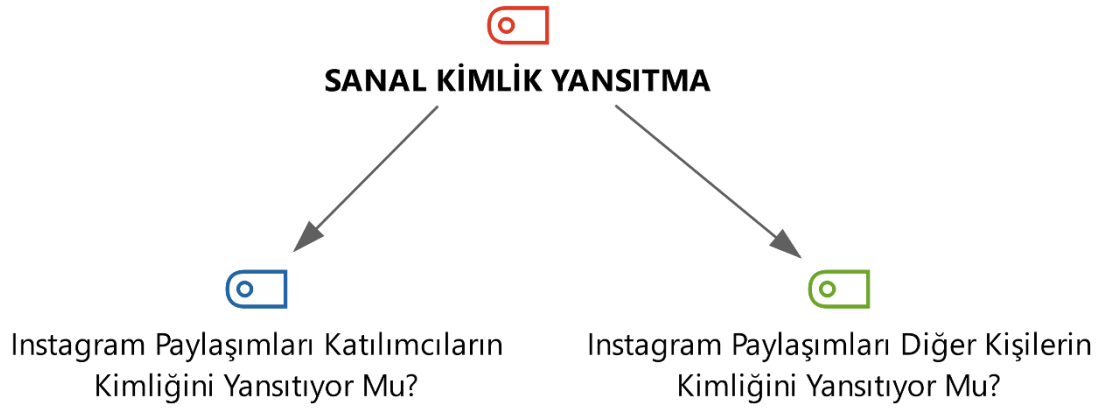 SANAL KİMLİK YANSITMA
Instagram Paylaşımları Katılımcıların
Kimliğini Yansıtıyor Mu?
Instagram Paylaşımları Diğer Kişilerin
Kimliğini Yansıtıyor Mu?